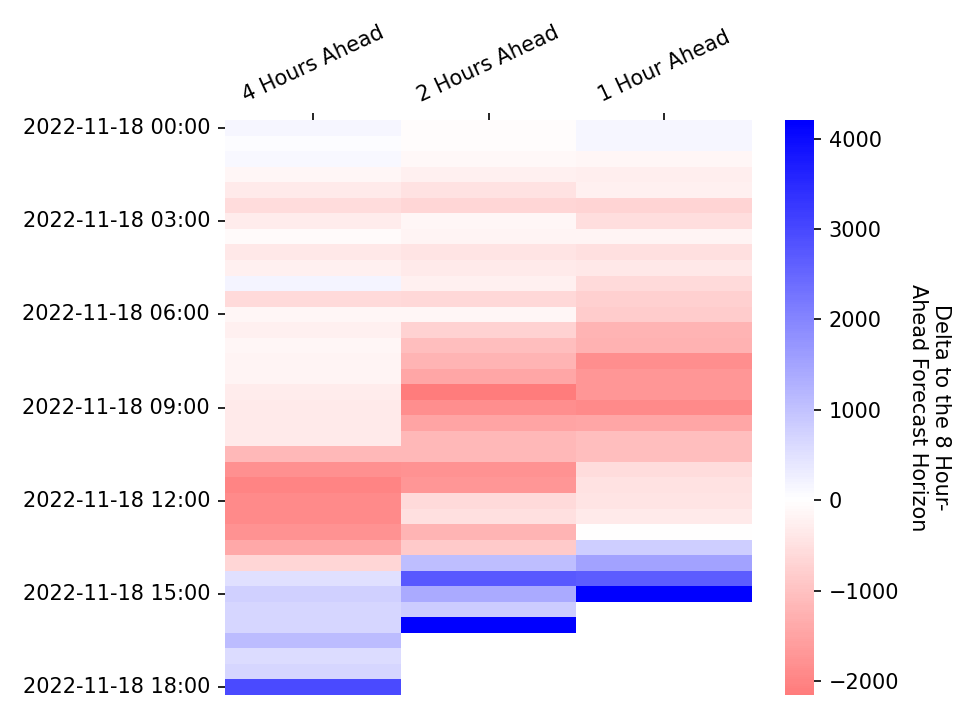 4 Hours Ahead
2 Hours Ahead
1 Hour Ahead
2022-11-18 00:00
2022-11-18 03:00
2022-11-18 06:00
2022-11-18 09:00
2022-11-18 12:00
2022-11-18 15:00
2022-11-18 18:00
4000
3000
2000
1000
0
−1000
−2000
Delta to the 8 Hour-
Ahead Forecast Horizon